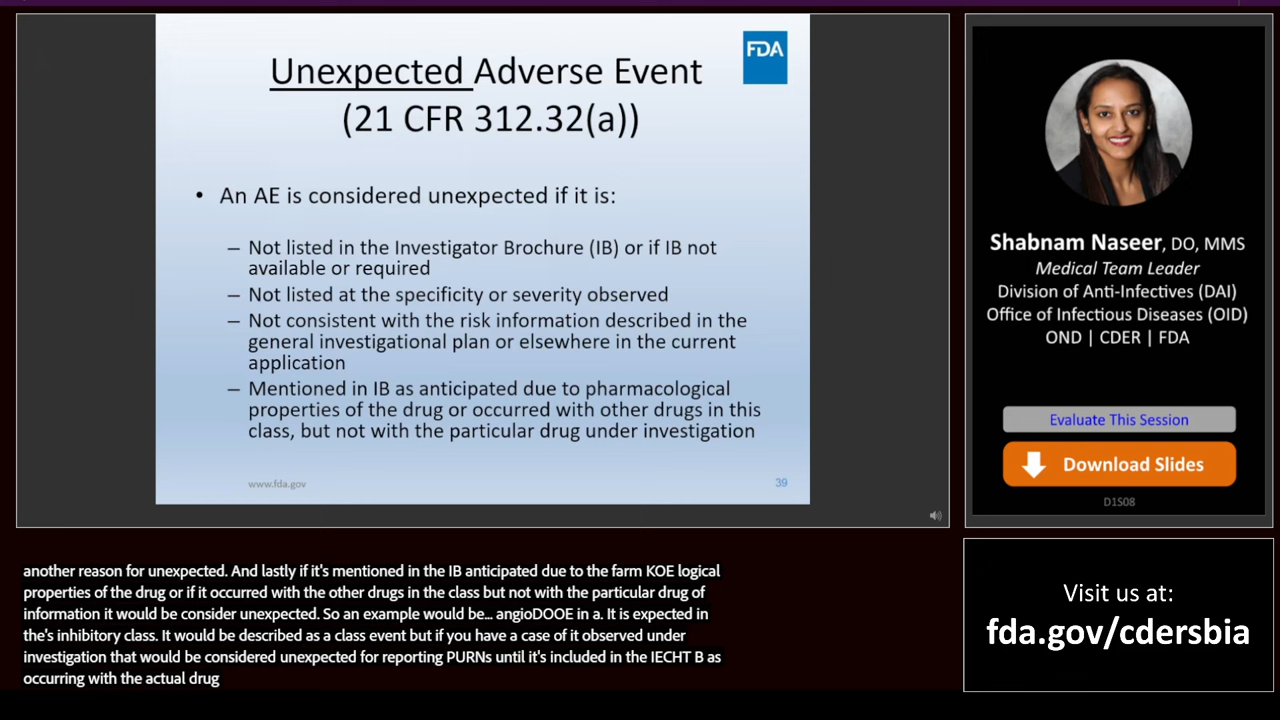 FDA
Unexpected Adverse Event
(21 CFR 312.32(a))
• An AE is considered unexpected if it is:
– Not listed in the Investigator Brochure (IB) or if IB not
available or required
– Not listed at the specificity or severity observed
– Not consistent with the risk information described in the
general investigational plan or elsewhere in the current
application
– Mentioned in IB as anticipated due to pharmacological
properties of the drug or occurred with other drugs in this
class, but not with the particular drug under investigation
www.fda.gov
39
Shabnam Naseer, DO, MMS
Medical Team Leader
Division of Anti-Infectives (DAI)
Office of Infectious Diseases (OID)
OND | CDER | FDA
Evaluate This Session
Download Slides
D1S08
another reason for unexpected. And lastly if it's mentioned in the IB anticipated due to the farm KOE logical
properties of the drug or if it occurred with the other drugs in the class but not with the particular drug of
information it would be consider unexpected. So an example would be... angioDOOE in a. It is expected in
the's inhibitory class. It would be described as a class event but if you have a case of it observed under
investigation that would be considered unexpected for reporting PURNs until it's included in the IECHT B as
occurring with the actual drug
Visit us at:
fda.gov/cdersbia